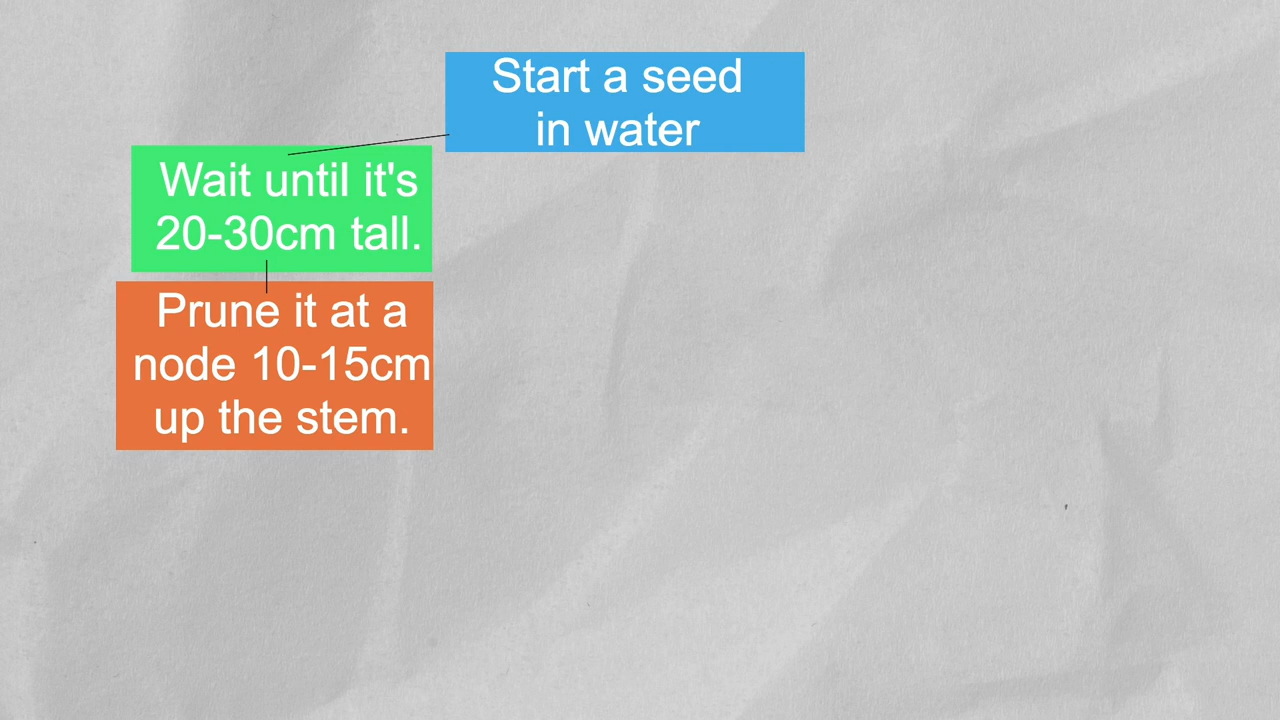 Start a seed
in water
Wait until it's
20-30cm tall.
Prune it at a
node 10-15cm
up the stem.